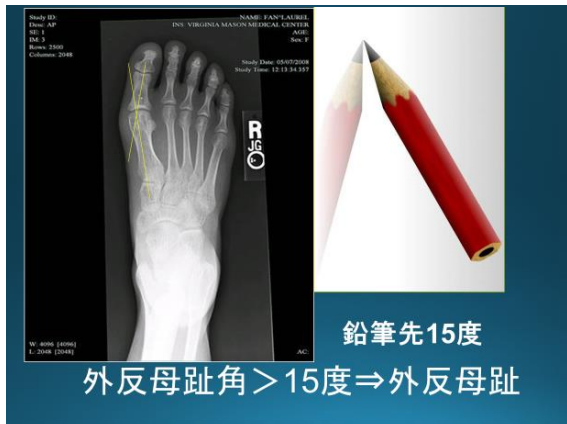 Study ID:
Desc: AP
SE: 1
IM: 3
Rows: 2500
Columns: 2048
NAME: FAN^LAUREL
INS: VIRGINIA MASON MEDICAL CENTER
AGE:
Sex: F
Study Date: 05/07/2008
Study Time: 12:13:34.557
R
JG
W: 4096 [4096]
L: 2048 [2048]
AC:
鉛筆先15度
外反母趾角＞15度⇒外反母趾